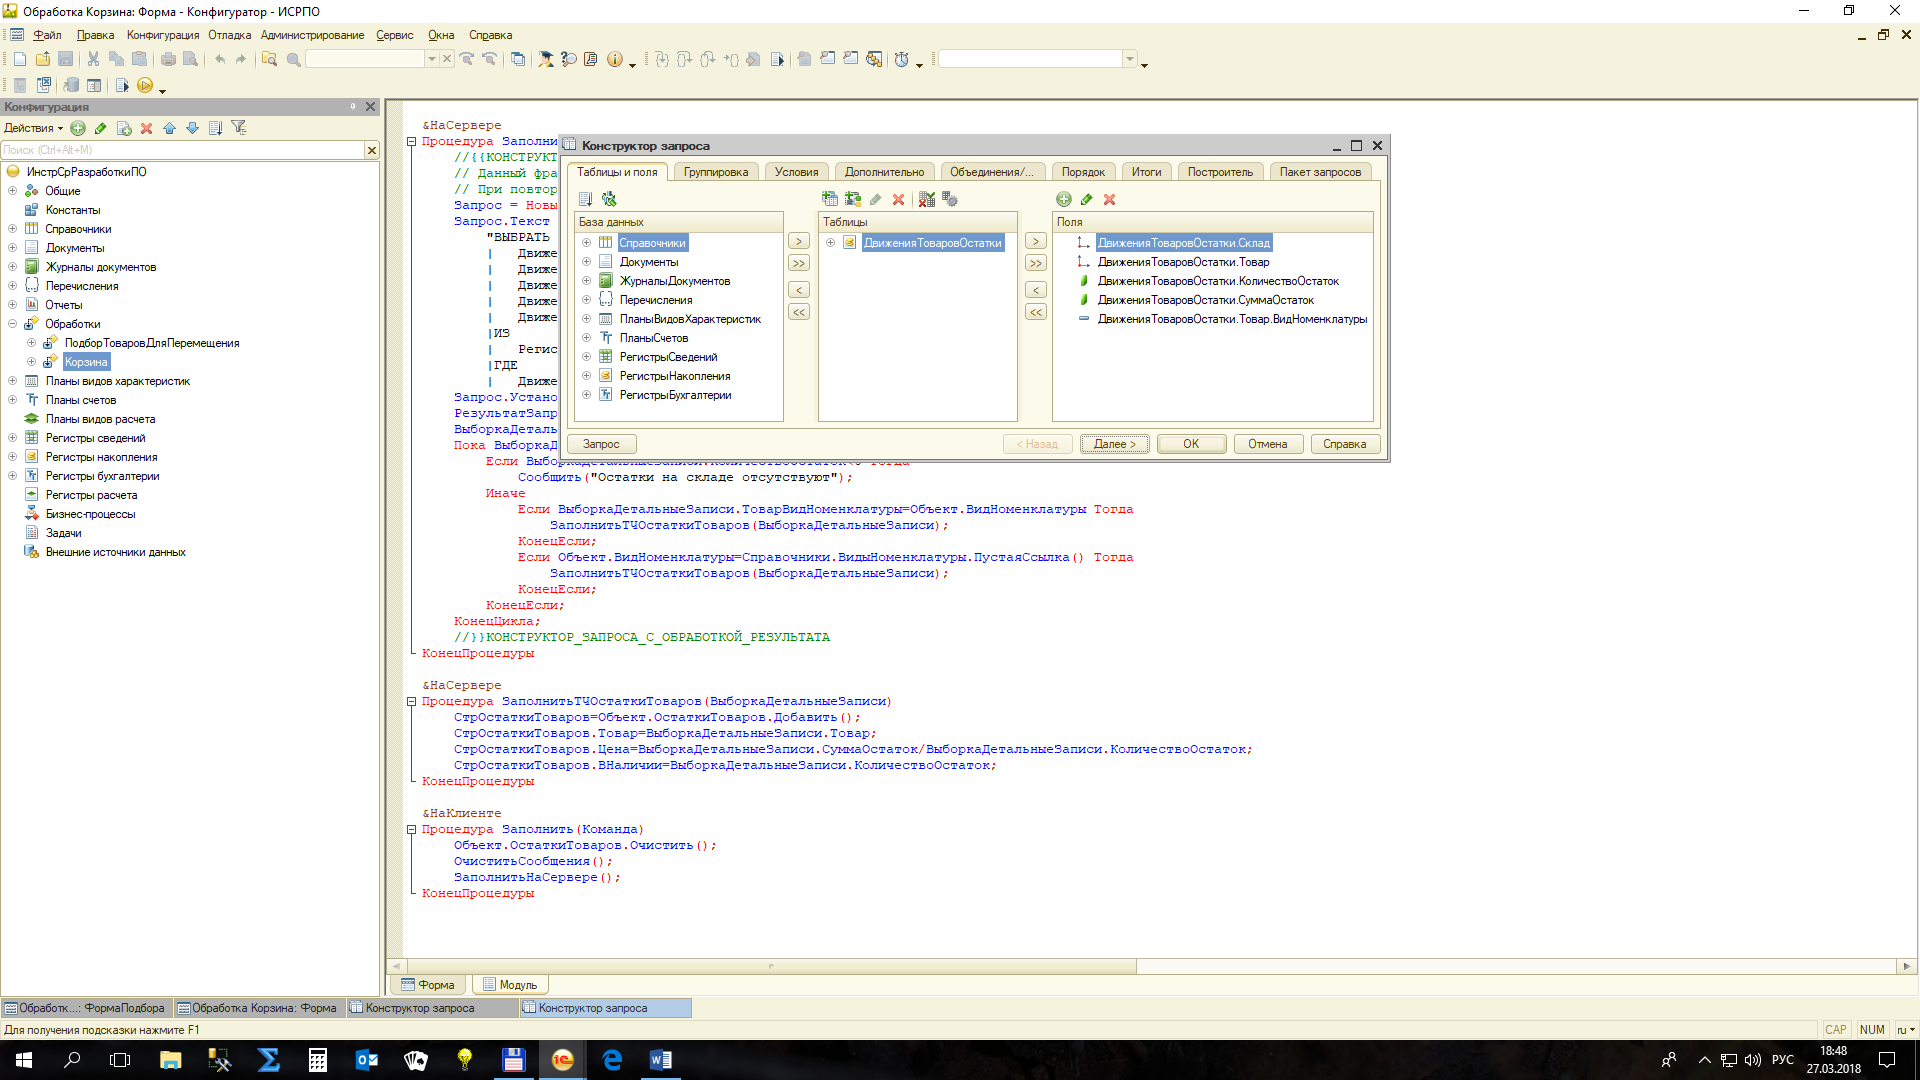 Обработка Корзина: Форма - Конфигуратор - ИСРПО
Файл Правка Конфигурация Отладка Администрирование Сервис Окна Справка
Конфигурация
Действия
Поиск (Ctrl+Alt+M)
ИнстрСрРазработкиПО
Общие
Константы
Справочники
Документы
Журналы документов
Перечисления
Отчеты
Обработки
ПодборТоваровДляПеремещения
Корзина
Планы видов характеристик
Планы счетов
Планы видов расчета
Регистры сведений
Регистры накопления
Регистры бухгалтерии
Регистры расчета
Бизнес-процессы
Задачи
Внешние источники данных
&НаСервере
Процедура Заполни
//{{КОНСТРУКТ
// Данный фра
// При повтор
Запрос = Новы
Запрос.Текст
"ВЫБРАТЬ
| Движе
| Движе
| Движе
| Движе
| Движе
|ИЗ
| Регис
|ГДЕ
| Движе
Запрос.Устано
РезультатЗапр
ВыборкаДеталь
Пока ВыборкаД
Сообщить("Остатки на складе отсутствуют");
Иначе
Если ВыборкаДетальныеЗаписи.ТоварВидНоменклатуры=Объект.ВидНоменклатуры Тогда
ЗаполнитьТЧОстаткиТоваров(ВыборкаДетальныеЗаписи);
КонецЕсли;
Если Объект.ВидНоменклатуры=Справочники.ВидыНоменклатуры.ПустаяСсылка() Тогда
ЗаполнитьТЧОстаткиТоваров(ВыборкаДетальныеЗаписи);
КонецЕсли;
КонецЕсли;
КонецЦикла;
//}}КОНСТРУКТОР_ЗАПРОСА_С_ОБРАБОТКОЙ_РЕЗУЛЬТАТА
КонецПроцедуры
&НаСервере
Процедура ЗаполнитьТЧОстаткиТоваров(ВыборкаДетальныеЗаписи)
СтрОстаткиТоваров=Объект.ОстаткиТоваров.Добавить();
СтрОстаткиТоваров.Товар=ВыборкаДетальныеЗаписи.Товар;
СтрОстаткиТоваров.Цена=ВыборкаДетальныеЗаписи.СуммаОстаток/ВыборкаДетальныеЗаписи.КоличествоОстаток;
СтрОстаткиТоваров.ВНаличии=ВыборкаДетальныеЗаписи.КоличествоОстаток;
КонецПроцедуры
&НаКлиенте
Процедура Заполнить(Команда)
Объект.ОстаткиТоваров.Очистить();
ОчиститьСообщения();
ЗаполнитьНаСервере();
КонецПроцедуры
Конструктор запроса
Таблицы и поля Группировка Условия Дополнительно Объединения/... Порядок Итоги Построитель Пакет запросов
База данных
Справочники
Документы
ЖурналыДокументов
Перечисления
ПланыВидовХарактеристик
ПланыСчетов
РегистрыСведений
РегистрыНакопления
РегистрыБухгалтерии
> >> < <<
Таблицы
ДвиженияТоваровОстатки
> >> < <<
Поля
ДвиженияТоваровОстатки.Склад
ДвиженияТоваровОстатки.Товар
ДвиженияТоваровОстатки.КоличествоОстаток
ДвиженияТоваровОстатки.СуммаОстаток
ДвиженияТоваровОстатки.Товар.ВидНоменклатуры
Запрос < Назад Далее > ОК Отмена Справка
Форма Модуль
Обработк...: ФормаПодбора Обработка Корзина: Форма Конструктор запроса Конструктор запроса
Для получения подсказки нажмите F1
CAP NUM ru
РУС
18:48
27.03.2018